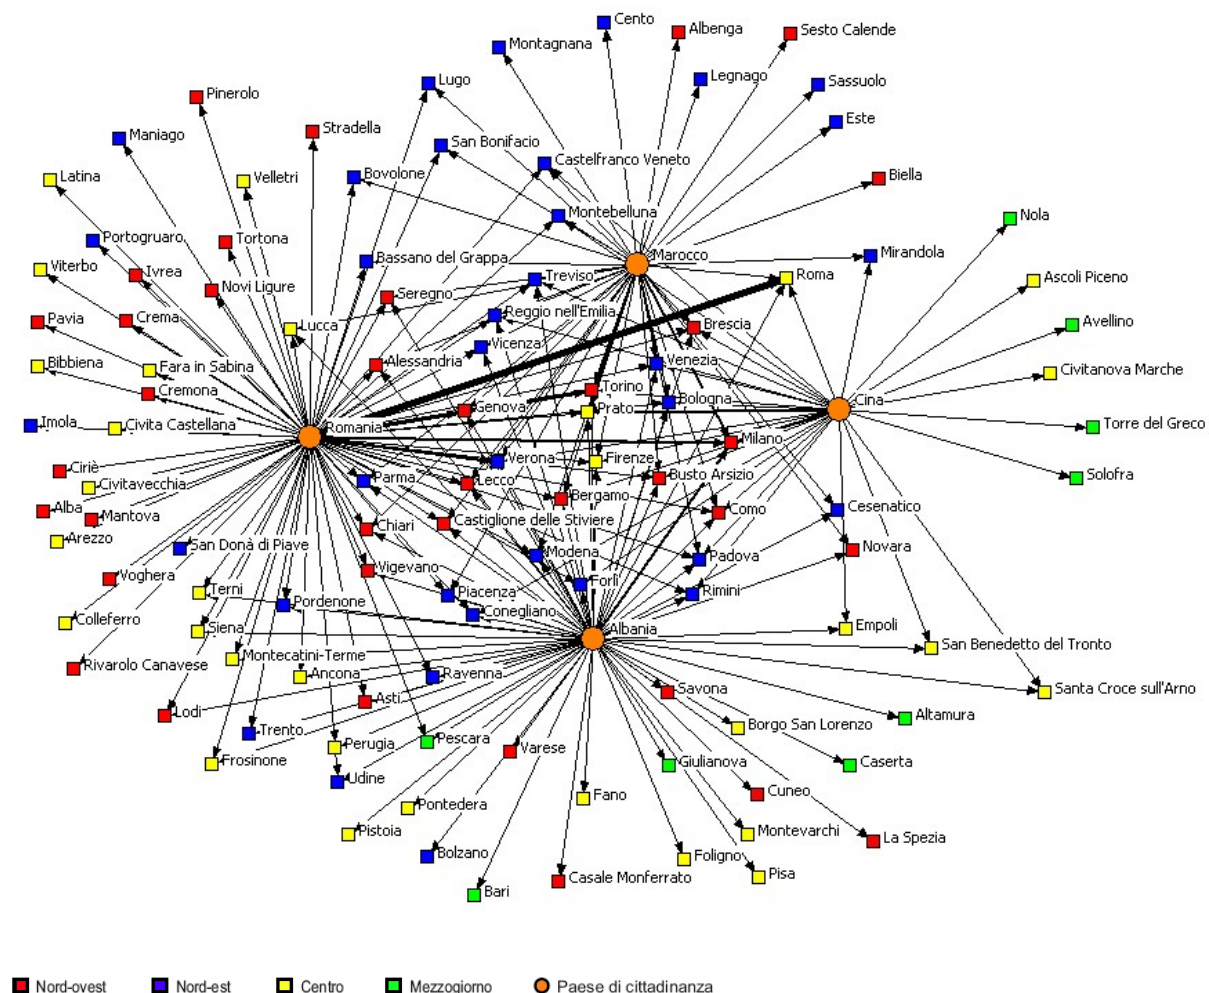 Cento
Albenga
Sesto Calende
Montagnana
Lugo
Legnago
Sassuolo
Pinerolo
Este
Maniago
Stradella
San Bonifacio
Castelfranco Veneto
Bovolone
Biella
Latina
Velletri
Montebelluna
Nola
Portogruaro
Tortona
Bassano del Grappa
Marocco
Mirandola
Viterbo
Ivrea
Treviso
Roma
Ascoli Piceno
Novi Ligure
Seregno
Pavia
Crema
Lucca
Reggio nell'Emilia
Brescia
Avellino
Vicenza
Bibbiena
Fara in Sabina
Alessandria
Venezia
Civitanova Marche
Cremona
Torino
Imola
Civita Castellana
Romania
Genova
Prato
Bologna
Cina
Torre del Greco
Milano
Ciriè
Civitavecchia
Parma
Verona
Lecco
Firenze
Busto Arsizio
Solofra
Alba
Mantova
Bergamo
Como
Cesenatico
Arezzo
San Donà di Piave
Chiari
Castiglione delle Stiviere
Modena
Padova
Novara
Voghera
Terni
Pordenone
Vigevano
Piacenza
Forlì
Rimini
Colleferro
Siena
Conegliano
Albania
Empoli
Rivarolo Canavese
Montecatini-Terme
Ancona
Ravenna
San Benedetto del Tronto
Lodi
Asti
Savona
Santa Croce sull'Arno
Trento
Perugia
Pescara
Varese
Borgo San Lorenzo
Altamura
Frosinone
Udine
Giulianova
Caserta
Pontedera
Fano
Cuneo
Pistoia
Montevarchi
La Spezia
Bolzano
Foligno
Pisa
Bari
Casale Monferrato
Nord-ovest
Nord-est
Centro
Mezzogiorno
Paese di cittadinanza